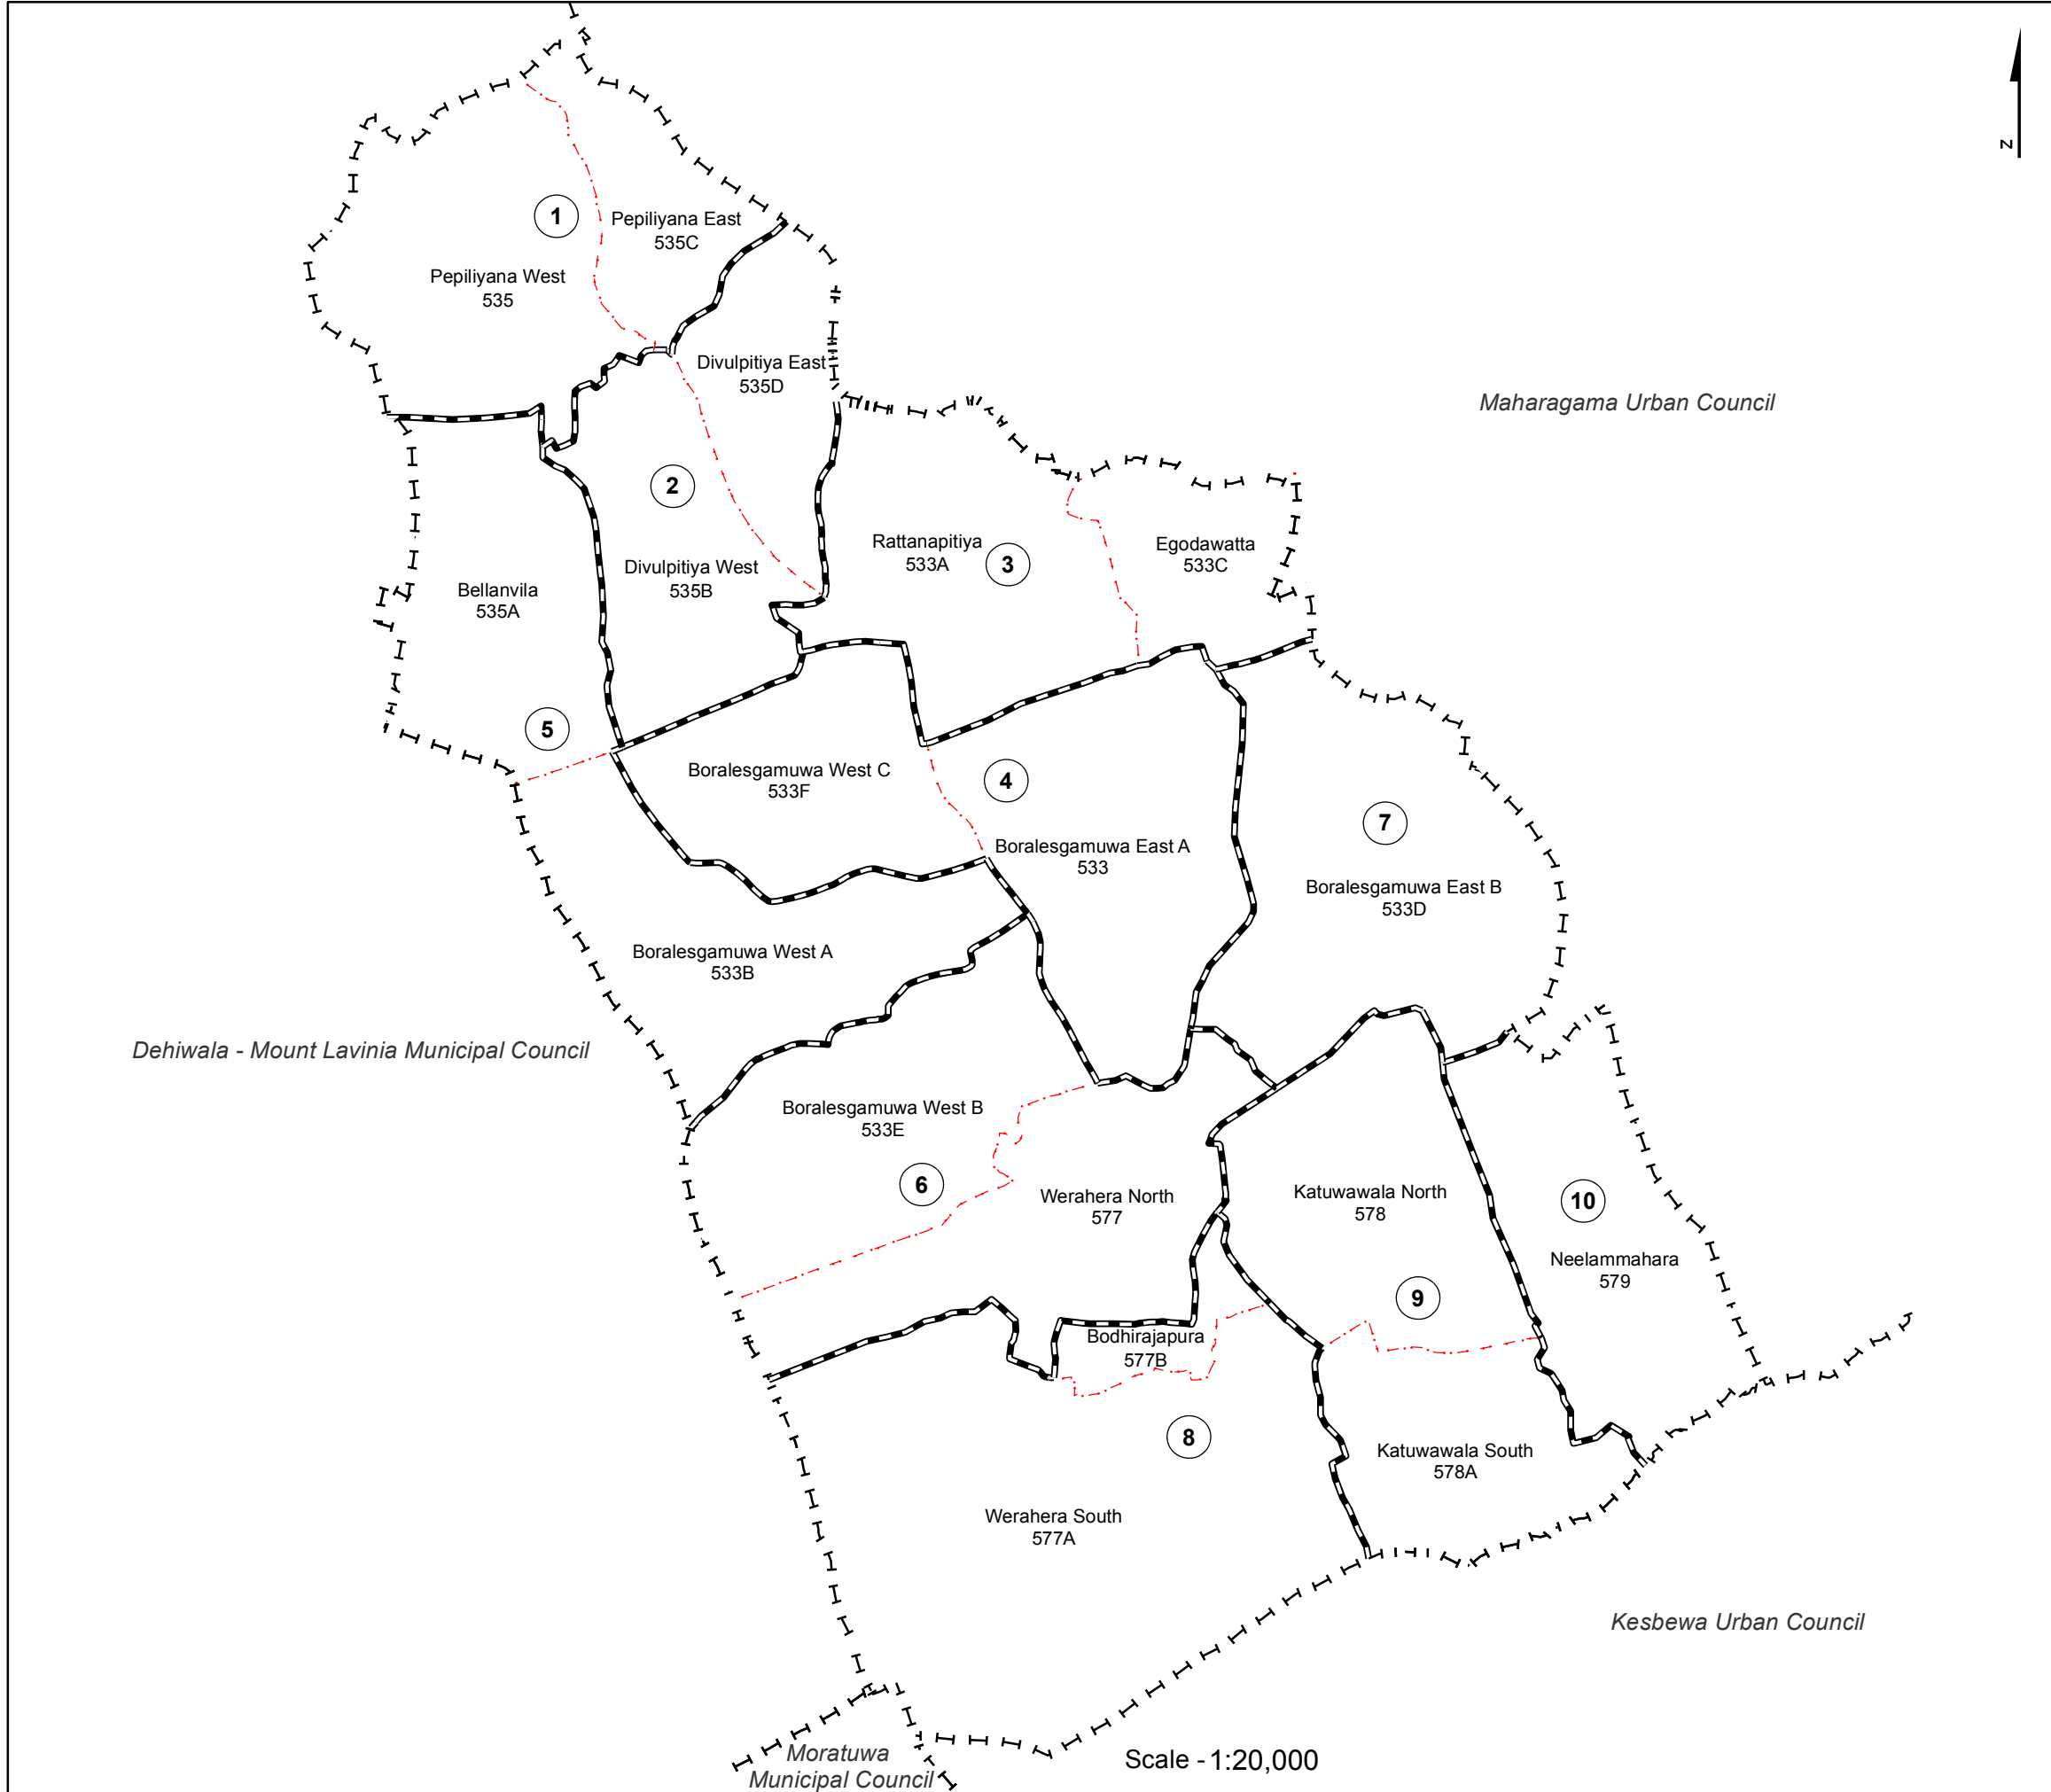 N
1
Pepiliyana East
535C
Pepiliyana West
535
Divulpitiya East
535D
Maharagama Urban Council
2
Rattanapitiya
533A
3
Egodawatta
533C
Divulpitiya West
535B
Bellanvila
535A
5
Boralesgamuwa West C
533F
4
7
Boralesgamuwa East A
533
Boralesgamuwa East B
533D
Boralesgamuwa West A
533B
Dehiwala - Mount Lavinia Municipal Council
Boralesgamuwa West B
533E
6
Werahera North
577
Katuwawala North
578
10
Neelammahara
579
9
Bodhirajapura
577B
8
Katuwawala South
578A
Werahera South
577A
Kesbewa Urban Council
Moratuwa
Municipal Council
Scale - 1:20,000